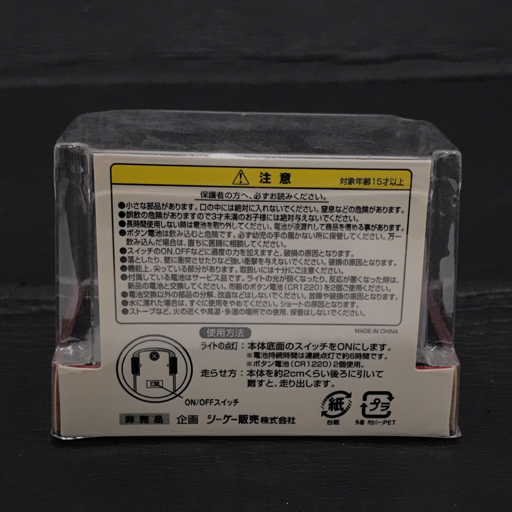 注意 対象年齢15才以上
保護者の方へ、必ずお読みください。
●小さな部品があります。口の中には絶対に入れないでください。窒息などの危険があります。
●誤飲の危険がありますので3才未満のお子様には絶対与えないでください。
●長時間使用しない時は電池を取り外してください。電池が液漏れして商品を傷める事があります。
●ボタン電池は飲み込むと危険です。必ず幼児の手の届かない所に保管してください。万一
飲み込んだ場合は、直ちに医師に相談してください。
●スイッチのON,OFFなどに過度の力を加えますと、破損の原因となります。
●落としたり、壁に衝突させたりなど強い衝撃を与えないでください。破損の原因となります。
●機能上、尖っている部分があります。取扱いには十分にご注意ください。
●付属している電池はサービス品です。ライトの光が弱くなったり、反応が悪くなった時は、
新品の電池と交換してください。市販のボタン電池(CR1220)を2個ご使用ください。
●電池交換以外の部品の分解、改造などはしないでください。故障や破損の原因となります。
●水に濡れた場合は、すぐに使用をやめてください。ショートの原因となります。
●ストーブなど、火の近くや高温・多湿の場所での使用、保管はしないでください。
MADE IN CHINA
使用方法
ライトの点灯:本体底面のスイッチをONにします。
※電池持続時間は連続点灯で約6時間です。
※ボタン電池(CR1220)2個使用。
走らせ方:本体を約2cmくらい後ろに引いて
離すと、走り出します。
ON/OFFスイッチ
非売品 企画 シーケー販売株式会社
紙
台紙
プラ
外箱・内カバー:PET